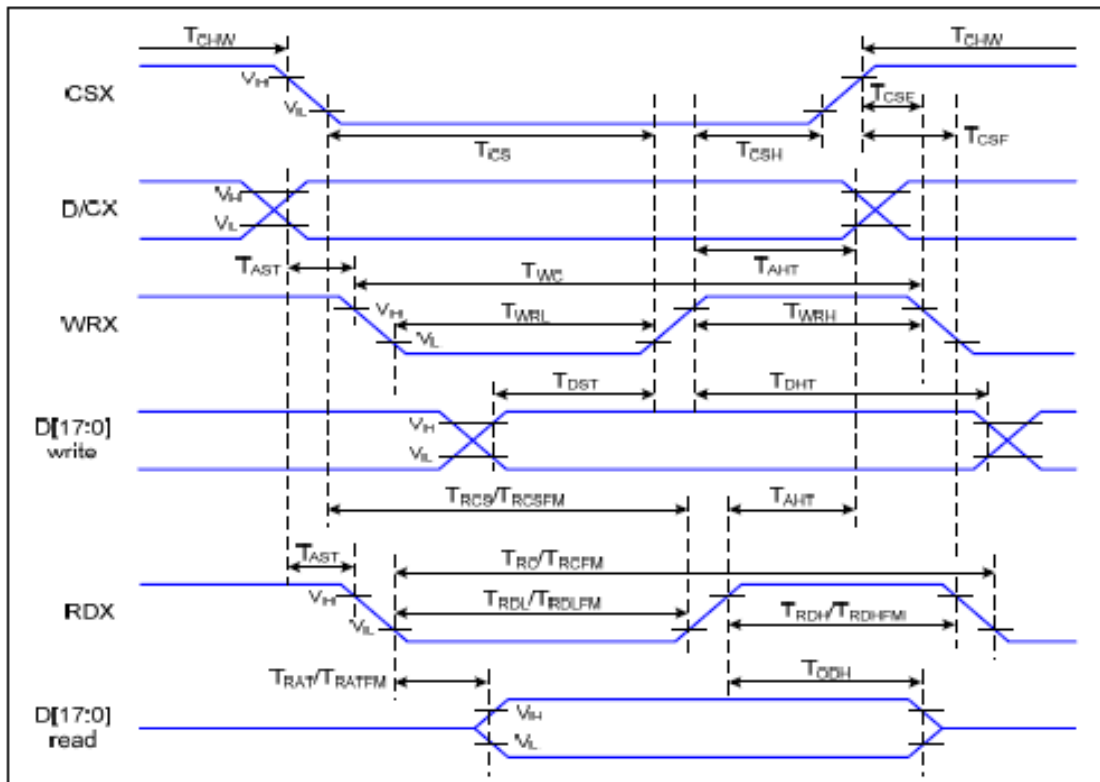 TCHW TCHW
VIH
CSX TCSE
VIL TCSF
TCS TCSH
VIH
D/CX
VIL
TAST TWC TAHT
VIH TWRL TWRH
WRX
VIL
TDST TDHT
D[17:0] VIH
write VIL
TRCS/TRCSFM TAHT
TAST TRC/TRCFM
VIH TRDL/TRDLFM
RDX TRDH/TRDHFM
VIL
TRAT/TRATFM TODH
D[17:0] VIH
read VIL